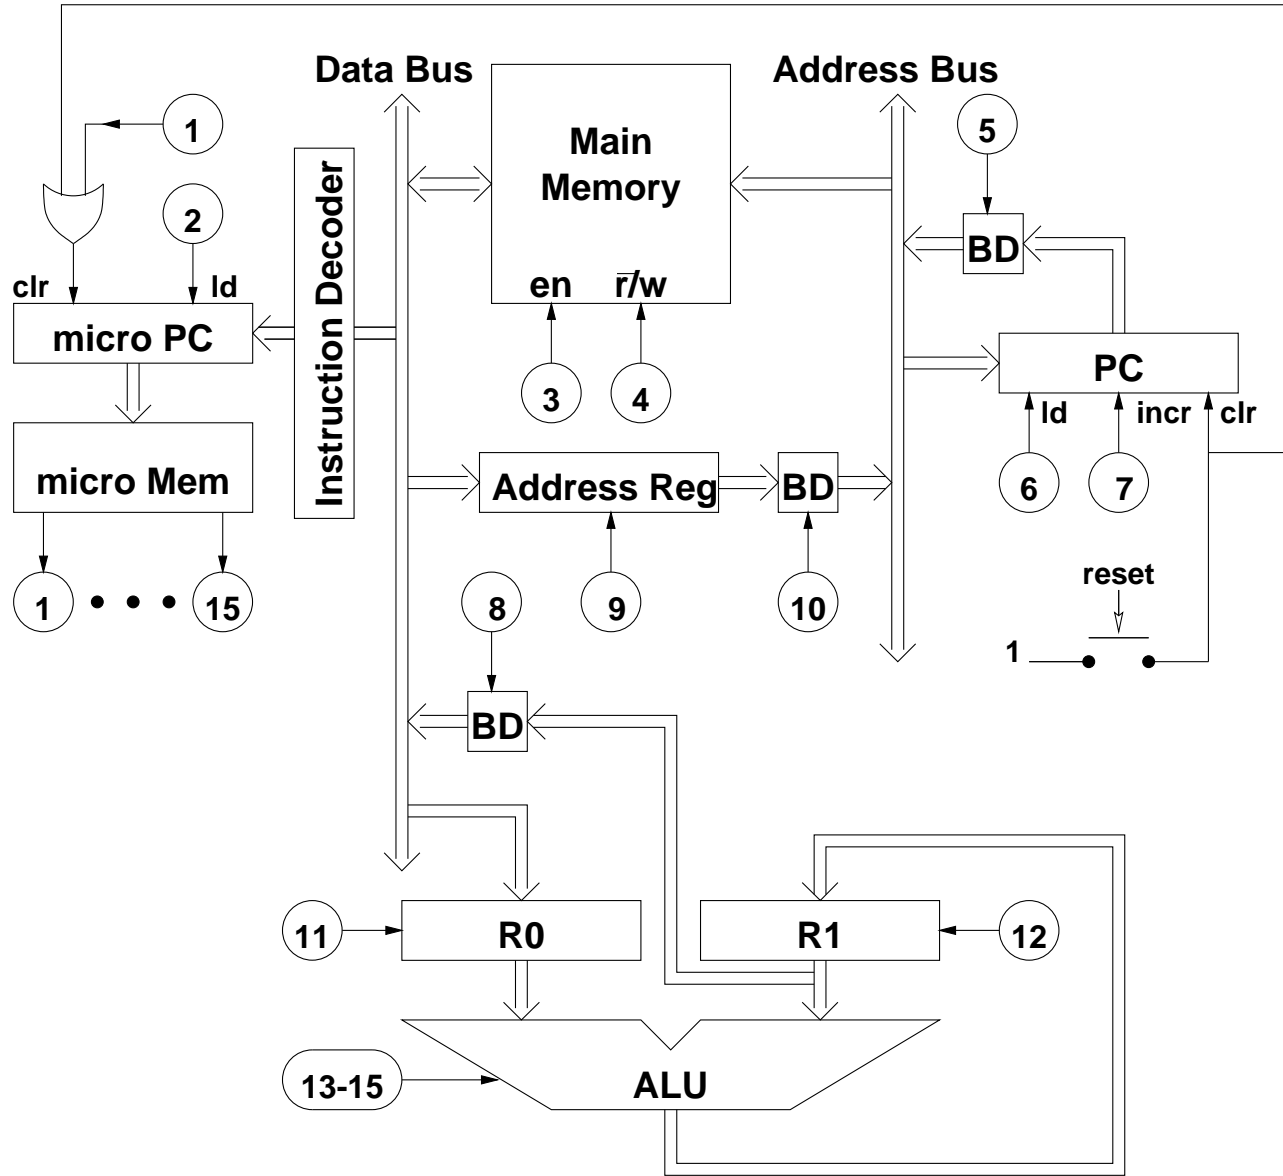 Data Bus
Address Bus
1
5
Main
Memory
2
BD
clr
ld
Instruction Decoder
en
r̅/w
micro PC
PC
3
4
ld
incr
clr
micro Mem
Address Reg
BD
6
7
1
15
8
9
10
reset
1
BD
11
R0
R1
12
13-15
ALU